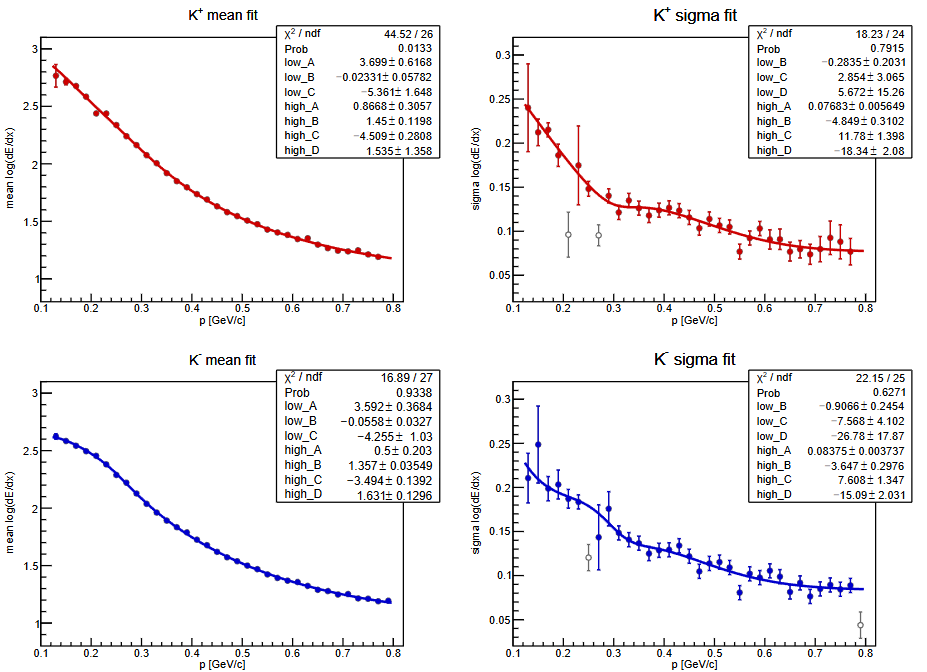 K+ mean fit
χ2 / ndf 44.52 / 26
Prob 0.0133
low_A 3.699 ± 0.6168
low_B −0.02331 ± 0.05782
low_C −5.361 ± 1.648
high_A 0.8668 ± 0.3057
high_B 1.45 ± 0.1198
high_C −4.509 ± 0.2808
high_D 1.535 ± 1.358
mean log(dE/dx)
3
2.5
2
1.5
1
0.1 0.2 0.3 0.4 0.5 0.6 0.7 0.8
p [GeV/c]
K+ sigma fit
χ2 / ndf 18.23 / 24
Prob 0.7915
low_B −0.2835 ± 0.2031
low_C 2.854 ± 3.065
low_D 5.672 ± 15.26
high_A 0.07683 ± 0.005649
high_B −4.849 ± 0.3102
high_C 11.78 ± 1.398
high_D −18.34 ± 2.08
sigma log(dE/dx)
0.3
0.25
0.2
0.15
0.1
0.05
0.1 0.2 0.3 0.4 0.5 0.6 0.7 0.8
p [GeV/c]
K- mean fit
χ2 / ndf 16.89 / 27
Prob 0.9338
low_A 3.592 ± 0.3684
low_B −0.0558 ± 0.0327
low_C −4.255 ± 1.03
high_A 0.5 ± 0.203
high_B 1.357 ± 0.03549
high_C −3.494 ± 0.1392
high_D 1.631 ± 0.1296
mean log(dE/dx)
3
2.5
2
1.5
1
0.1 0.2 0.3 0.4 0.5 0.6 0.7 0.8
p [GeV/c]
K- sigma fit
χ2 / ndf 22.15 / 25
Prob 0.6271
low_B −0.9066 ± 0.2454
low_C −7.568 ± 4.102
low_D −26.78 ± 17.87
high_A 0.08375 ± 0.003737
high_B −3.647 ± 0.2976
high_C 7.608 ± 1.347
high_D −15.09 ± 2.031
sigma log(dE/dx)
0.3
0.25
0.2
0.15
0.1
0.05
0.1 0.2 0.3 0.4 0.5 0.6 0.7 0.8
p [GeV/c]